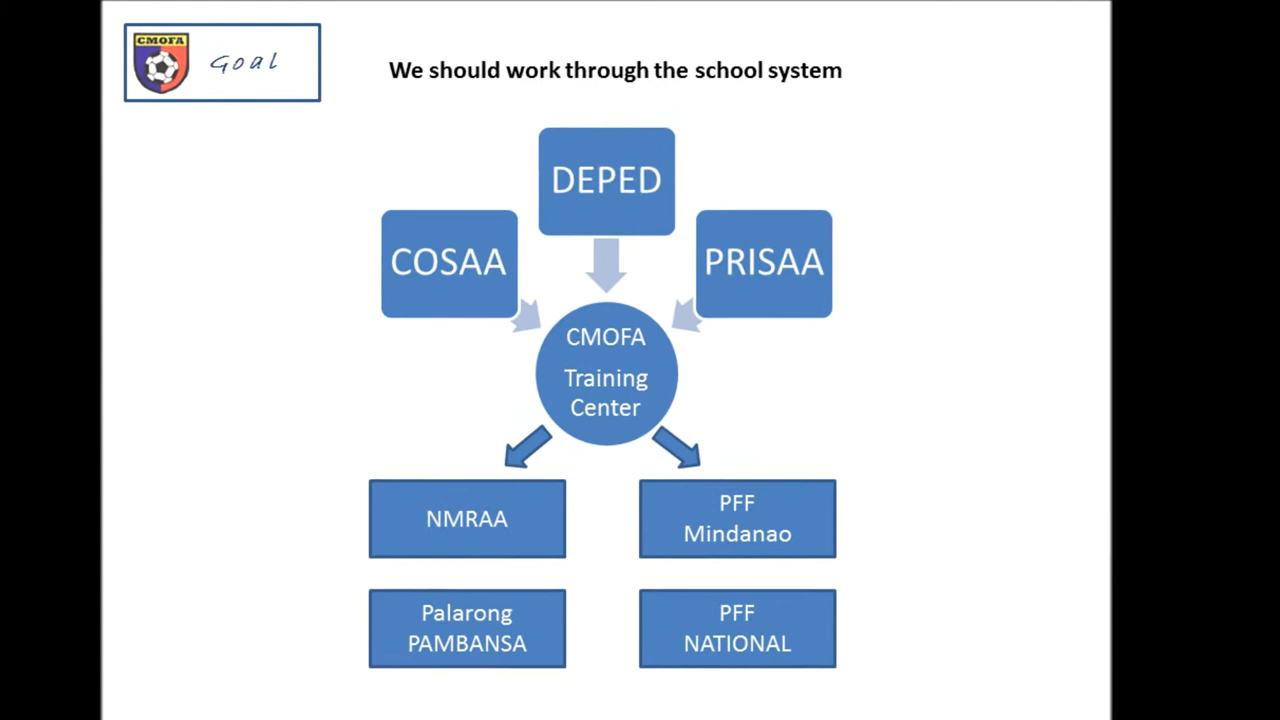 CMOFA
Goal
We should work through the school system
DEPED
COSAA
PRISAA
CMOFA
Training
Center
NMRAA
PFF
Mindanao
Palarong
PAMBANSA
PFF
NATIONAL